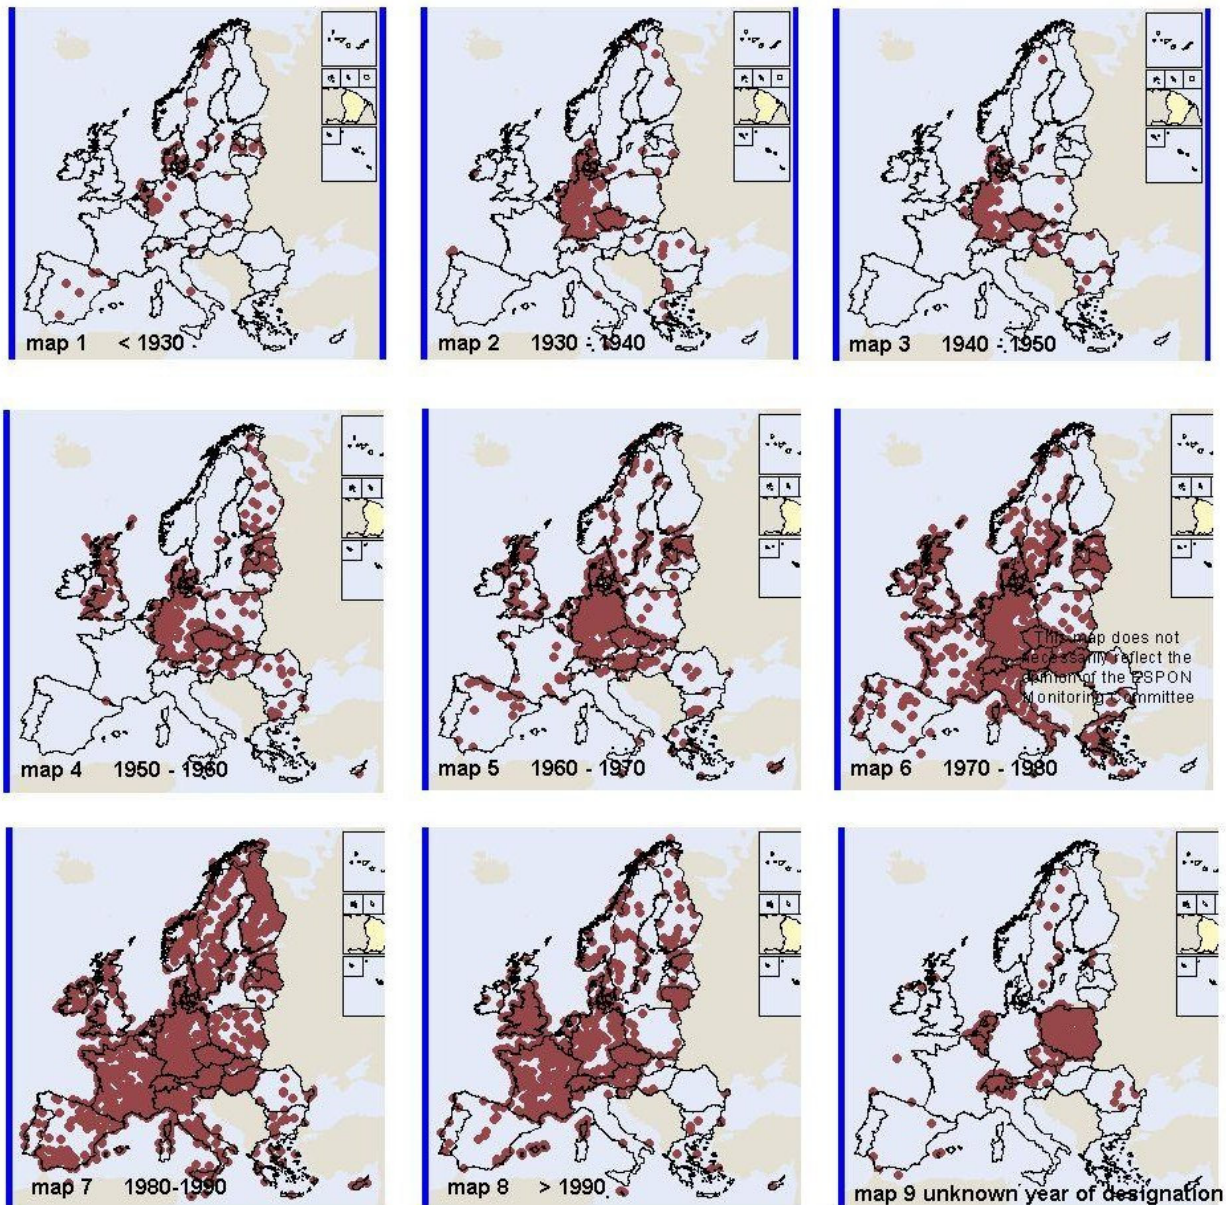 map 1 < 1930
map 2 1930 - 1940
map 3 1940 - 1950
map 4 1950 - 1960
map 5 1960 - 1970
This map does not
necessarily reflect the
opinion of the ESPON
Monitoring Committee
map 6 1970 - 1980
map 7 1980-1990
map 8 > 1990
map 9 unknown year of designation